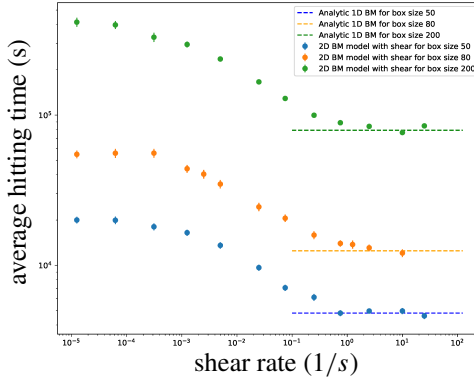 Analytic 1D BM for box size 50
Analytic 1D BM for box size 80
Analytic 1D BM for box size 200
2D BM model with shear for box size 50
2D BM model with shear for box size 80
2D BM model with shear for box size 200
average hitting time (s)
10⁵
10⁴
10⁻⁵ 10⁻⁴ 10⁻³ 10⁻² 10⁻¹ 10⁰ 10¹ 10²
shear rate (1/s)